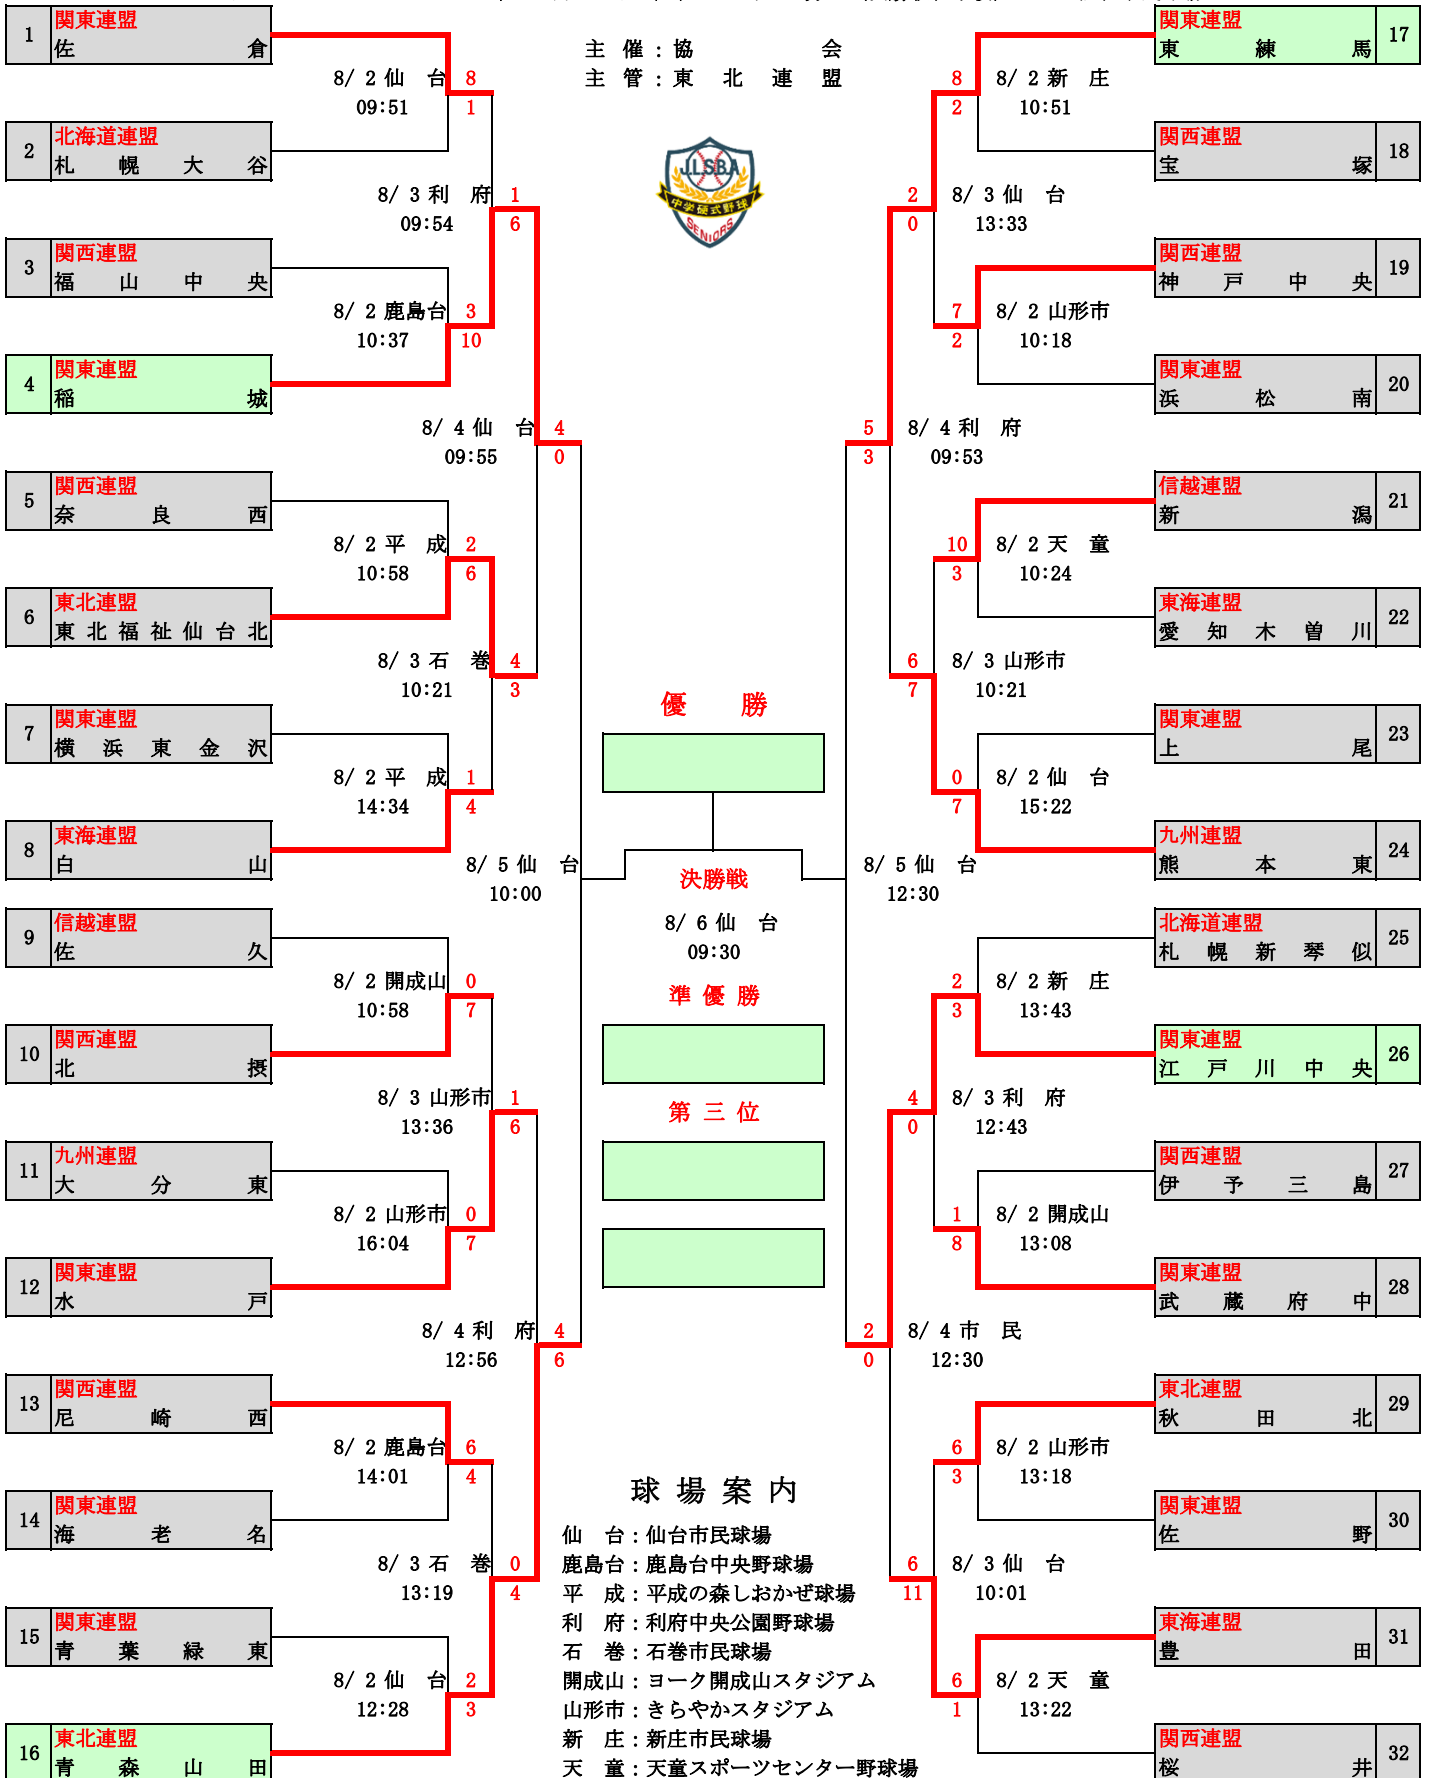 主 催：協 会
主 管：東 北 連 盟
J.L.S.B.A
中学硬式野球
SENIORS
1 関東連盟
佐 倉
8/ 2 仙 台 8
09:51 1
2 北海道連盟
札 幌 大 谷
8/ 3 利 府 1
09:54 6
3 関西連盟
福 山 中 央
8/ 2 鹿島台 3
10:37 10
4 関東連盟
稲 城
8/ 4 仙 台 4
09:55 0
5 関西連盟
奈 良 西
8/ 2 平 成 2
10:58 6
6 東北連盟
東 北 福 祉 仙 台 北
8/ 3 石 巻 4
10:21 3
7 関東連盟
横 浜 東 金 沢
8/ 2 平 成 1
14:34 4
8 東海連盟
白 山
8/ 5 仙 台
10:00
9 信越連盟
佐 久
8/ 2 開成山 0
10:58 7
10 関西連盟
北 摂
8/ 3 山形市 1
13:36 6
11 九州連盟
大 分 東
8/ 2 山形市 0
16:04 7
12 関東連盟
水 戸
8/ 4 利 府 4
12:56 6
13 関西連盟
尼 崎 西
8/ 2 鹿島台 6
14:01 4
14 関東連盟
海 老 名
8/ 3 石 巻 0
13:19 4
15 関東連盟
青 葉 緑 東
8/ 2 仙 台 2
12:28 3
16 東北連盟
青 森 山 田
優 勝
決勝戦
8/ 6 仙 台
09:30
準 優 勝
第 三 位
球 場 案 内
仙 台：仙台市民球場
鹿島台：鹿島台中央野球場
平 成：平成の森しおかぜ球場
利 府：利府中央公園野球場
石 巻：石巻市民球場
開成山：ヨーク開成山スタジアム
山形市：きらやかスタジアム
新 庄：新庄市民球場
天 童：天童スポーツセンター野球場
関東連盟 17
東 練 馬
8 8/ 2 新 庄
2 10:51
関西連盟 18
宝 塚
2 8/ 3 仙 台
0 13:33
関西連盟 19
神 戸 中 央
7 8/ 2 山形市
2 10:18
関東連盟 20
浜 松 南
5 8/ 4 利 府
3 09:53
信越連盟 21
新 潟
10 8/ 2 天 童
3 10:24
東海連盟 22
愛 知 木 曽 川
6 8/ 3 山形市
7 10:21
関東連盟 23
上 尾
0 8/ 2 仙 台
7 15:22
九州連盟 24
熊 本 東
8/ 5 仙 台
12:30
北海道連盟 25
札 幌 新 琴 似
2 8/ 2 新 庄
3 13:43
関東連盟 26
江 戸 川 中 央
4 8/ 3 利 府
0 12:43
関西連盟 27
伊 予 三 島
1 8/ 2 開成山
8 13:08
関東連盟 28
武 蔵 府 中
2 8/ 4 市 民
0 12:30
東北連盟 29
秋 田 北
6 8/ 2 山形市
3 13:18
関東連盟 30
佐 野
6 8/ 3 仙 台
11 10:01
東海連盟 31
豊 田
6 8/ 2 天 童
1 13:22
関西連盟 32
桜 井